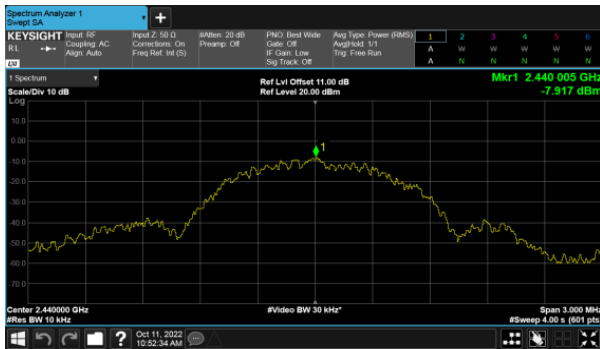 Spectrum Analyzer 1
Swept SA
+
KEYSIGHT Input: RF Input Z: 50 Ω #Atten: 20 dB PNO: Best Wide Avg Type: Power (RMS) 1 2 3 4 5 6
RL Coupling: AC Corrections: On Preamp: Off Gate: Off Avg|Hold: 1/1 A W W W W W
Align: Auto Freq Ref: Int (S) IF Gain: Low Trig: Free Run
Sig Track: Off A N N N N N
1 Spectrum
Scale/Div 10 dB
Ref Lvl Offset 11.00 dB
Ref Level 20.00 dBm
Mkr1 2.440 005 GHz
-7.917 dBm
Log
10.0
0.00
-10.0
-20.0
-30.0
-40.0
-50.0
-60.0
-70.0
1
Center 2.440000 GHz #Video BW 30 kHz* Span 3.000 MHz
#Res BW 10 kHz #Sweep 4.00 s (601 pts)
? Oct 11, 2022
10:52:34 AM